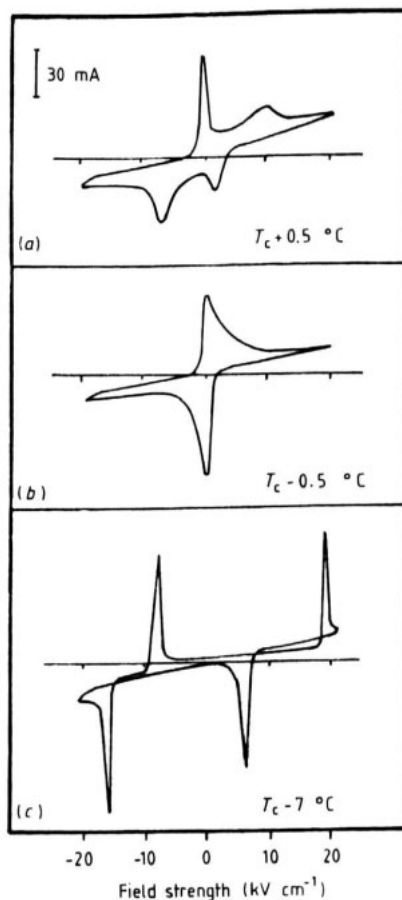 30 mA
(a)
T_c + 0.5 °C
(b)
T_c - 0.5 °C
(c)
T_c - 7 °C
-20 -10 0 10 20
Field strength (kV cm⁻¹)